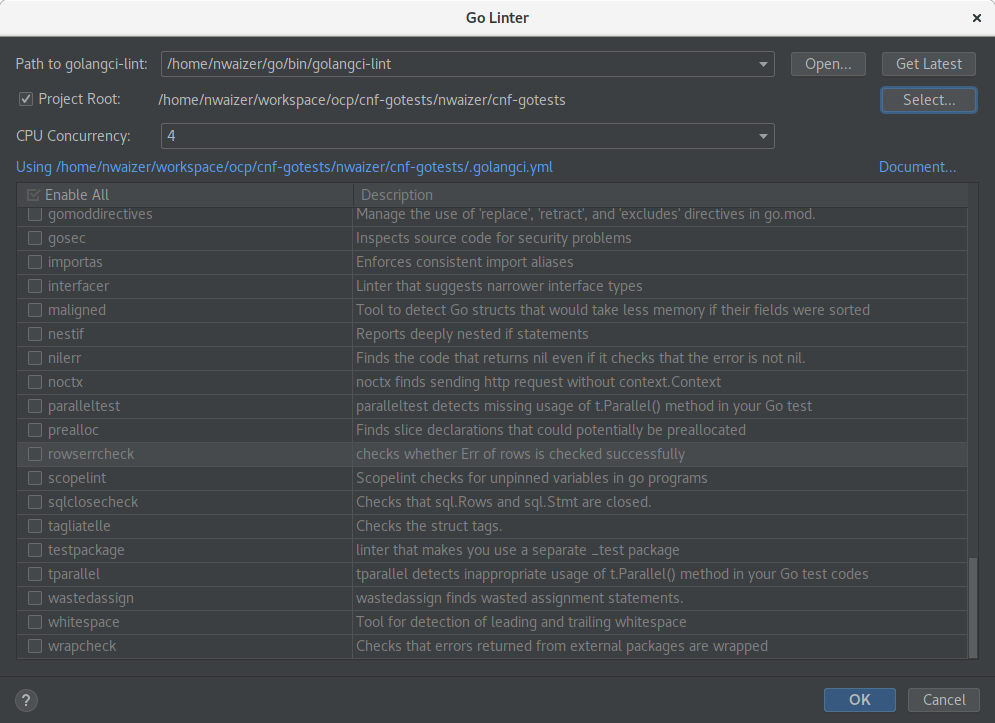 Go Linter
Path to golangci-lint: /home/nwaizer/go/bin/golangci-lint Open... Get Latest
Project Root: /home/nwaizer/workspace/ocp/cnf-gotests/nwaizer/cnf-gotests Select...
CPU Concurrency: 4
Using /home/nwaizer/workspace/ocp/cnf-gotests/nwaizer/cnf-gotests/.golangci.yml Document...
Enable All Description
gomoddirectives Manage the use of 'replace', 'retract', and 'excludes' directives in go.mod.
gosec Inspects source code for security problems
importas Enforces consistent import aliases
interfacer Linter that suggests narrower interface types
maligned Tool to detect Go structs that would take less memory if their fields were sorted
nestif Reports deeply nested if statements
nilerr Finds the code that returns nil even if it checks that the error is not nil.
noctx noctx finds sending http request without context.Context
paralleltest paralleltest detects missing usage of t.Parallel() method in your Go test
prealloc Finds slice declarations that could potentially be preallocated
rowserrcheck checks whether Err of rows is checked successfully
scopelint Scopelint checks for unpinned variables in go programs
sqlclosecheck Checks that sql.Rows and sql.Stmt are closed.
tagliatelle Checks the struct tags.
testpackage linter that makes you use a separate _test package
tparallel tparallel detects inappropriate usage of t.Parallel() method in your Go test codes
wastedassign wastedassign finds wasted assignment statements.
whitespace Tool for detection of leading and trailing whitespace
wrapcheck Checks that errors returned from external packages are wrapped
? OK Cancel